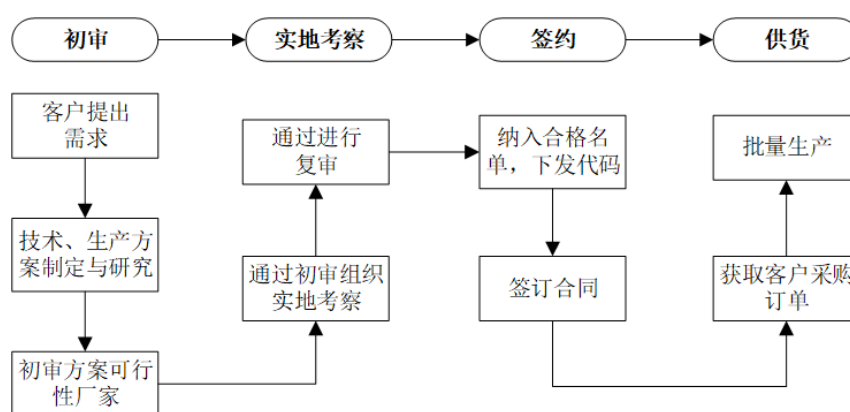 初审
实地考察
签约
供货
客户提出
需求
技术、生产方
案制定与研究
初审方案可行
性厂家
通过进行
复审
通过初审组织
实地考察
纳入合格名
单，下发代码
签订合同
批量生产
获取客户采购
订单